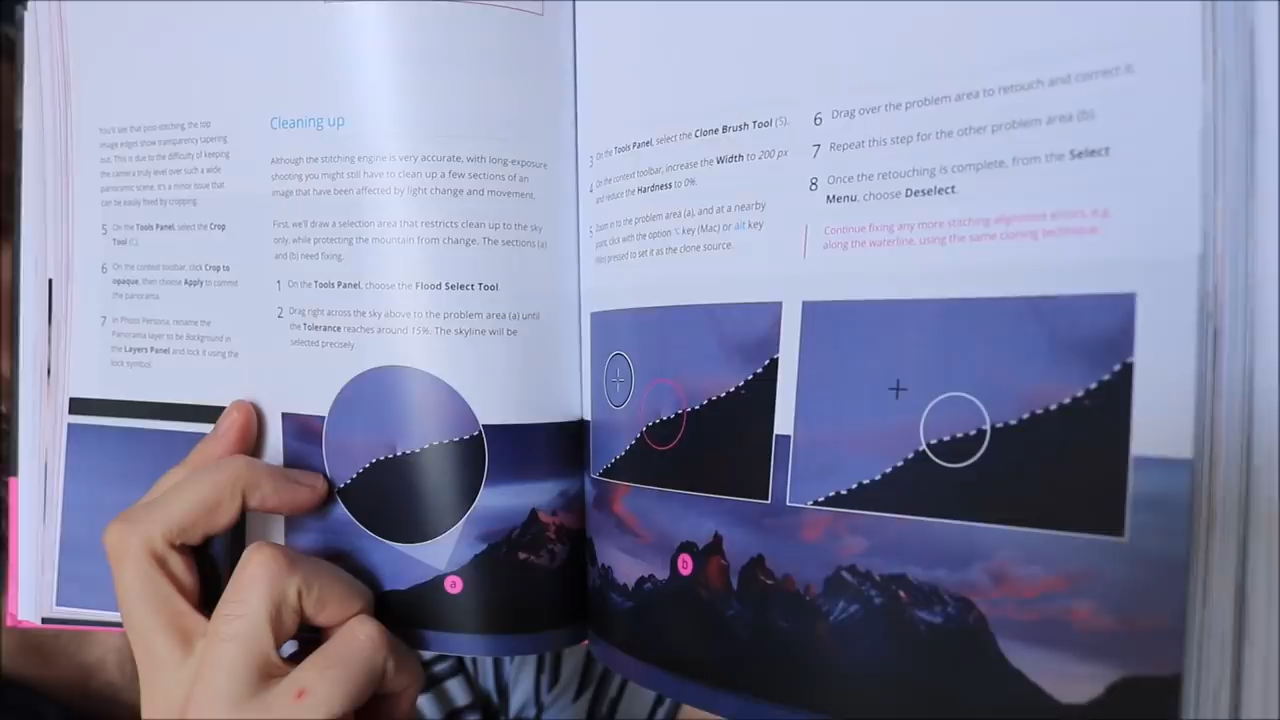 You'll see that post-stitching, the top
image edges show transparency tapering
out. This is due to the difficulty of keeping
the camera truly level over such a wide
panoramic scene. It's a minor issue that
can be easily fixed by cropping.
5 On the Tools Panel, select the Crop
Tool (C).
6 On the context toolbar, click Crop to
opaque, then choose Apply to commit
the panorama.
7 In Photo Persona, rename the
Panorama layer to be Background in
the Layers Panel and lock it using the
lock symbol.
Cleaning up
Although the stitching engine is very accurate, with long-exposure
shooting you might still have to clean up a few sections of an
image that have been affected by light change and movement.
First, we'll draw a selection area that restricts clean up to the sky
only, while protecting the mountain from change. The sections (a)
and (b) need fixing.
1 On the Tools Panel, choose the Flood Select Tool.
2 Drag right across the sky above to the problem area (a) until
the Tolerance reaches around 15%. The skyline will be
selected precisely.
a
3 On the Tools Panel, select the Clone Brush Tool (S).
4 On the context toolbar, increase the Width to 200 px
and reduce the Hardness to 0%.
5 Zoom in to the problem area (a), and at a nearby
point, click with the option ⌥ key (Mac) or alt key
(Win) pressed to set it as the clone source.
6 Drag over the problem area to retouch and correct it.
7 Repeat this step for the other problem area (b).
8 Once the retouching is complete, from the Select
Menu, choose Deselect.
Continue fixing any more stitching alignment errors, e.g.
along the waterline, using the same cloning technique.
b